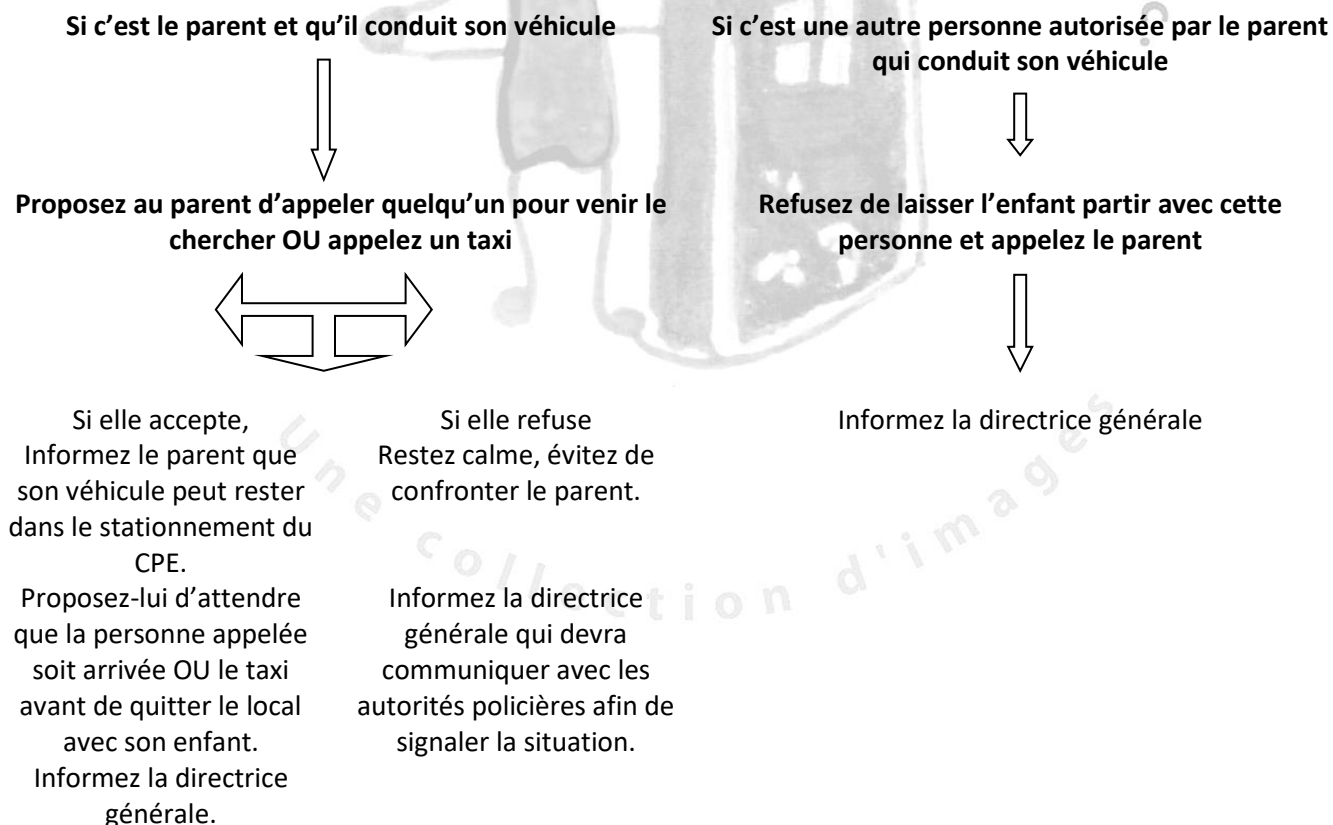 Si c’est le parent et qu’il conduit son véhicule
Si c’est une autre personne autorisée par le parent
qui conduit son véhicule
Proposez au parent d’appeler quelqu’un pour venir le
chercher OU appelez un taxi
Refusez de laisser l’enfant partir avec cette
personne et appelez le parent
Si elle accepte,
Informez le parent que
son véhicule peut rester
dans le stationnement du
CPE.
Proposez-lui d’attendre
que la personne appelée
soit arrivée OU le taxi
avant de quitter le local
avec son enfant.
Informez la directrice
générale.
Si elle refuse
Restez calme, évitez de
confronter le parent.
Informez la directrice
générale qui devra
communiquer avec les
autorités policières afin de
signaler la situation.
Informez la directrice générale
Une collection d'images